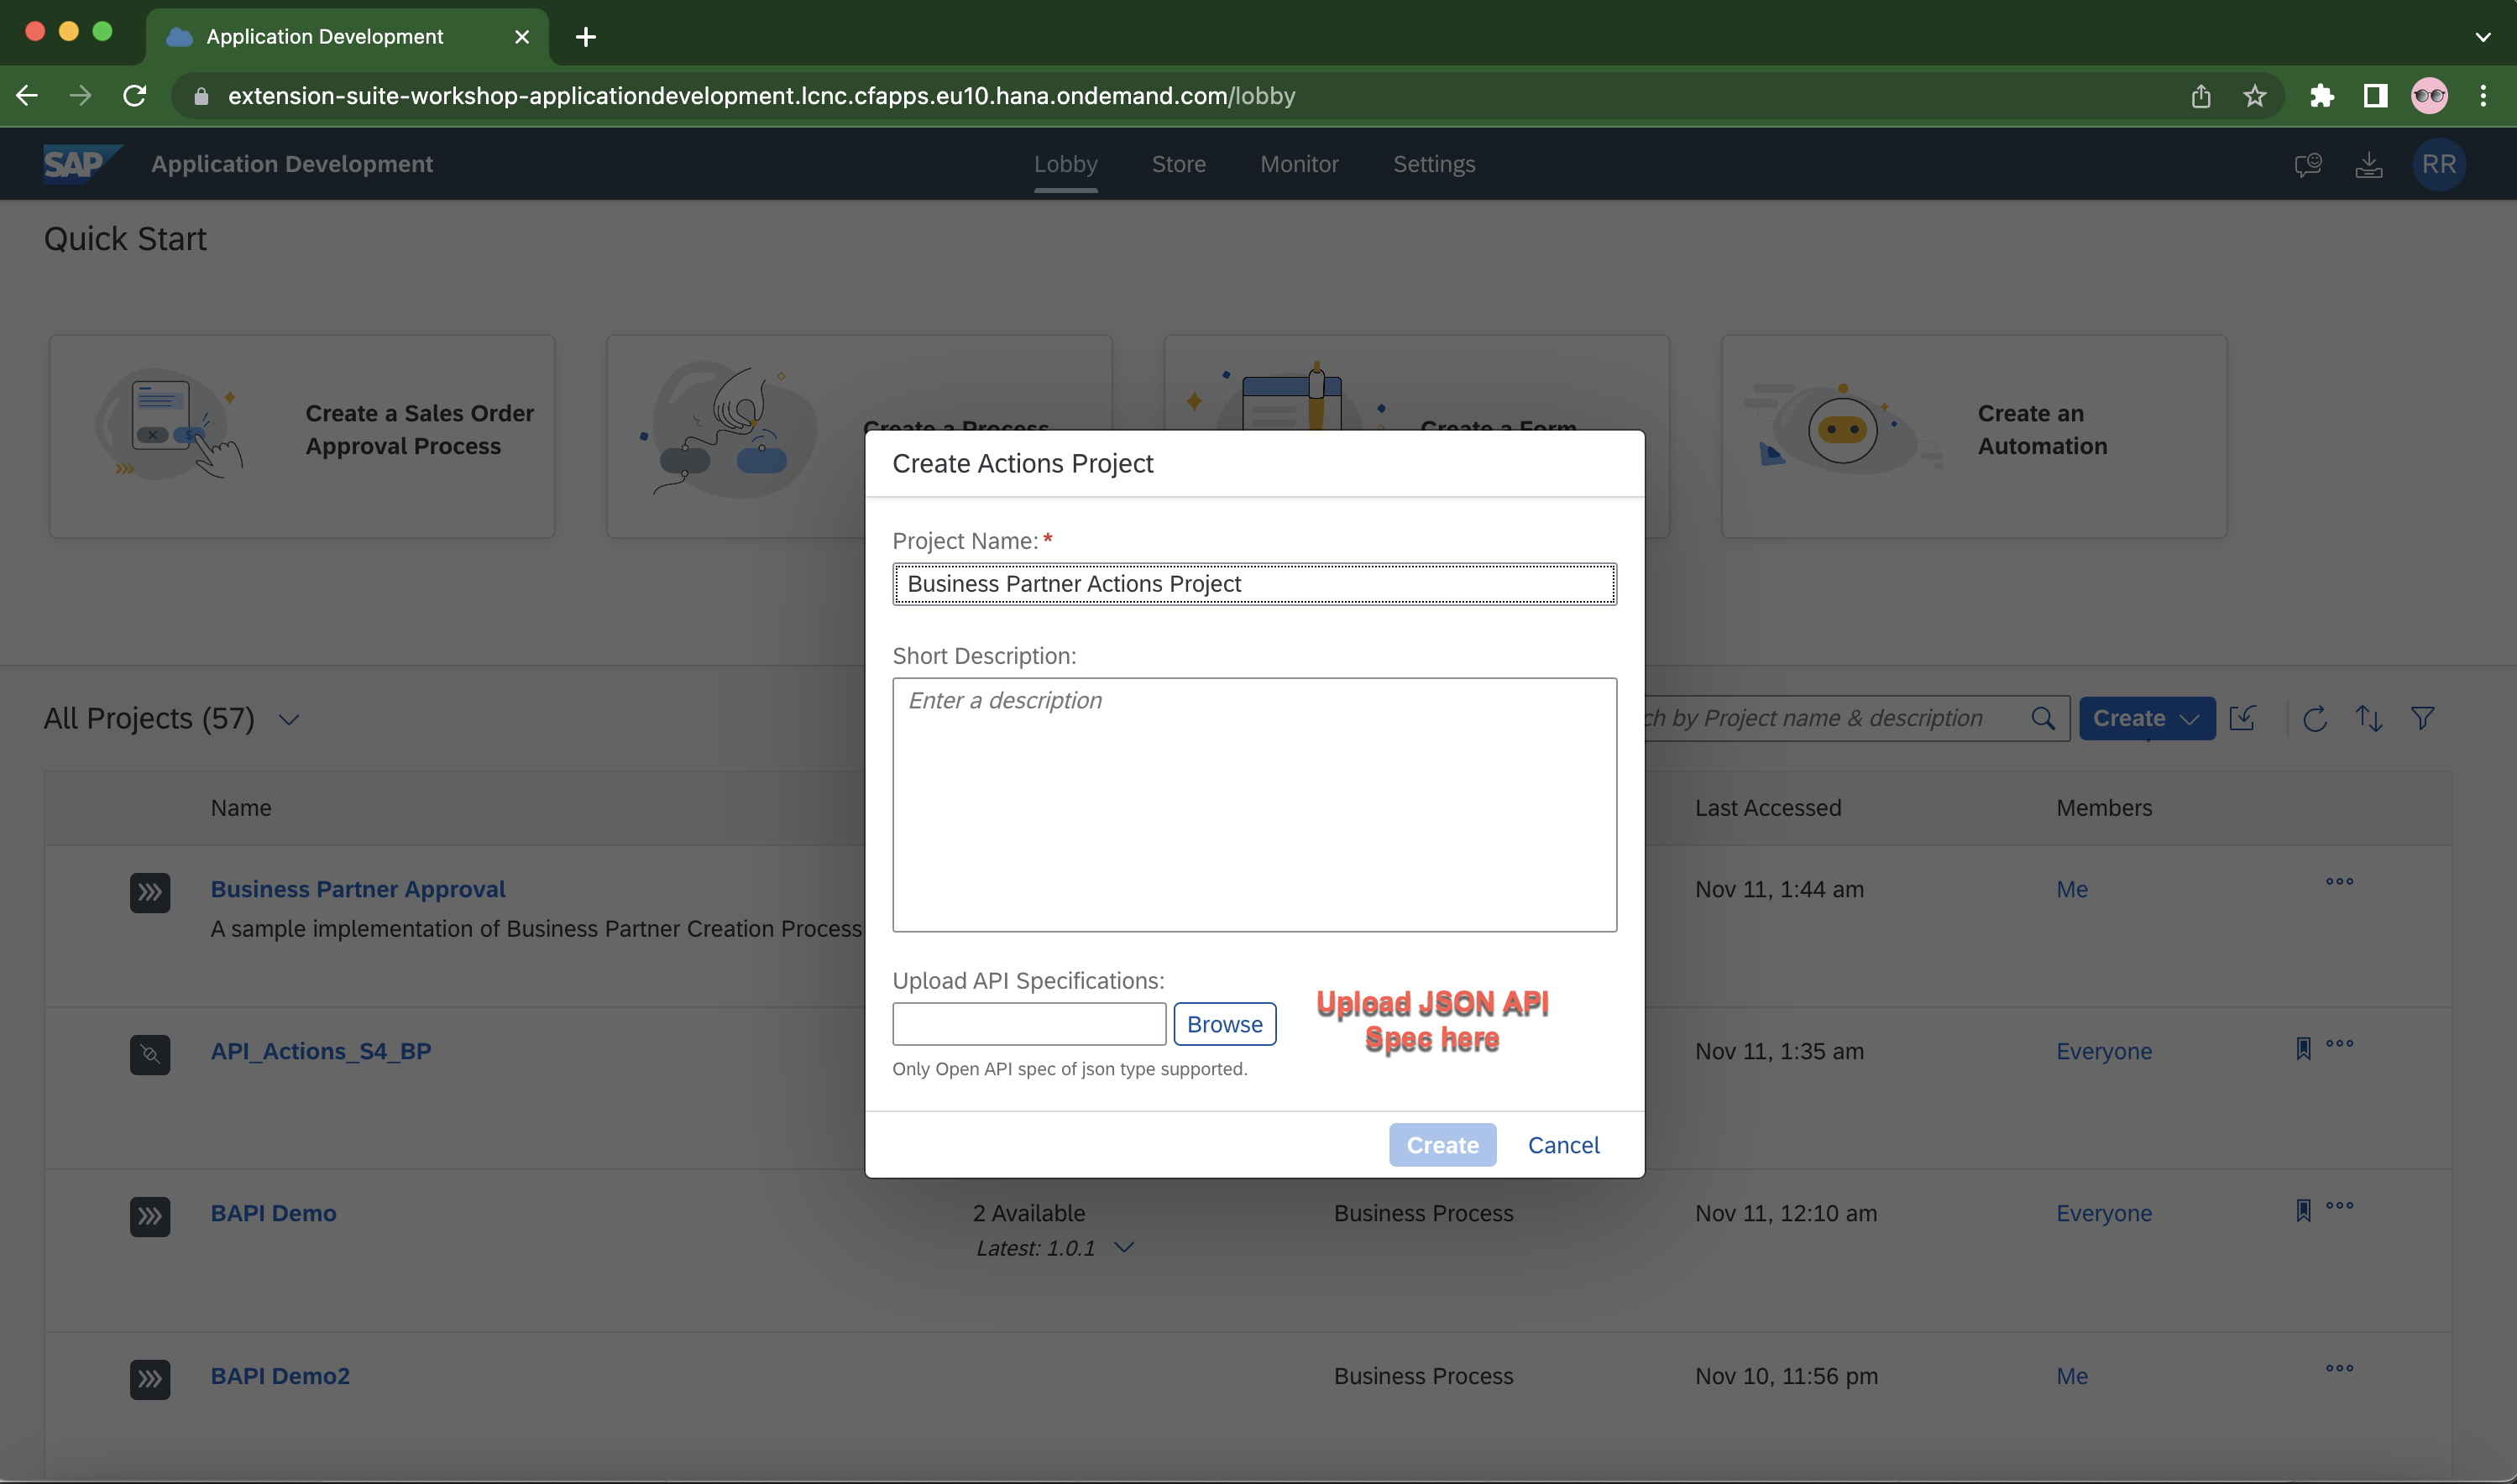 Application Development
extension-suite-workshop-applicationdevelopment.lcnc.cfapps.eu10.hana.ondemand.com/lobby
SAP Application Development Lobby Store Monitor Settings RR
Quick Start
Create a Sales Order
Approval Process
Create a Process
Create a Form
Create an
Automation
Create Actions Project
Project Name: *
Business Partner Actions Project
Short Description:
Enter a description
Upload API Specifications:
Browse
Upload JSON API
Spec here
Only Open API spec of json type supported.
Create Cancel
All Projects (57)
by Project name & description Create
Name Last Accessed Members
Business Partner Approval Nov 11, 1:44 am Me
A sample implementation of Business Partner Creation Process
API_Actions_S4_BP Nov 11, 1:35 am Everyone
BAPI Demo 2 Available Business Process Nov 11, 12:10 am Everyone
Latest: 1.0.1
BAPI Demo2 Business Process Nov 10, 11:56 pm Me